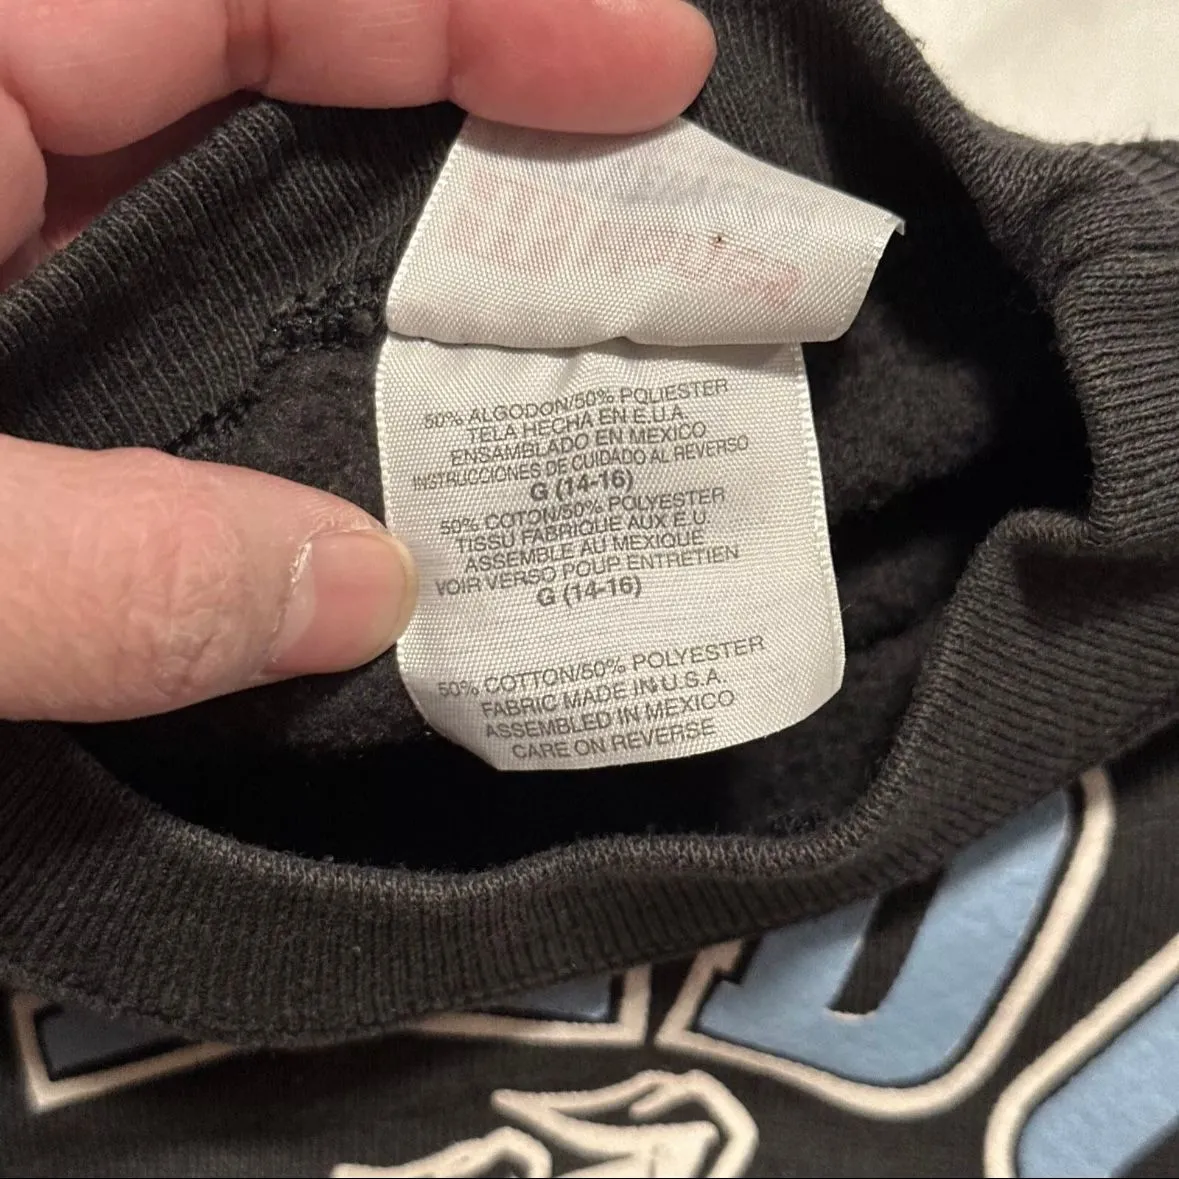 50% ALGODON/50% POLIESTER
TELA HECHA EN E.U.A.
ENSAMBLADO EN MEXICO
INSTRUCCIONES DE CUIDADO AL REVERSO
G (14-16)
50% COTON/50% POLYESTER
TISSU FABRIQUE AUX E.U.
ASSEMBLE AU MEXIQUE
VOIR VERSO POUP ENTRETIEN
G (14-16)
50% COTTON/50% POLYESTER
FABRIC MADE IN U.S.A.
ASSEMBLED IN MEXICO
CARE ON REVERSE